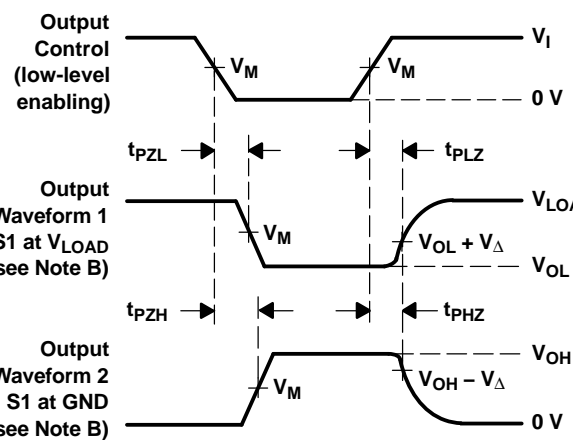 Output
Control
(low-level
enabling)
V_I
V_M
V_M
0 V
t_PZL
t_PLZ
Output
Waveform 1
S1 at V_LOAD
(see Note B)
V_M
V_OL + V_Δ
V_OL
t_PZH
t_PHZ
Output
Waveform 2
S1 at GND
(see Note B)
V_M
V_OH
V_OH − V_Δ
0 V